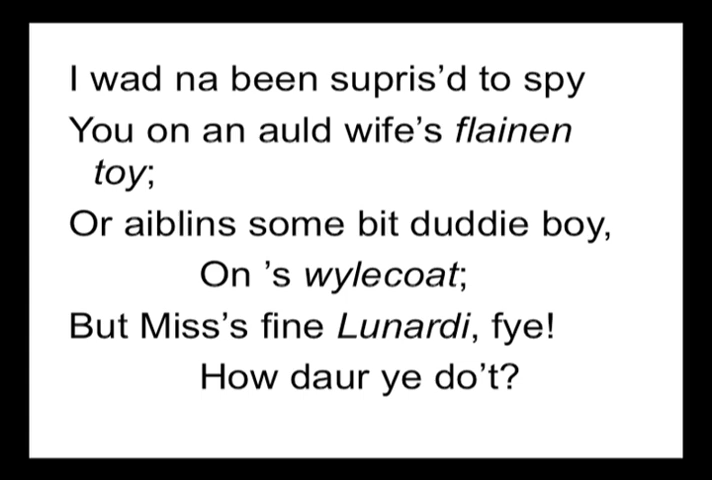 I wad na been supris’d to spy
You on an auld wife’s flainen
toy;
Or aiblins some bit duddie boy,
On ’s wylecoat;
But Miss’s fine Lunardi, fye!
How daur ye do’t?